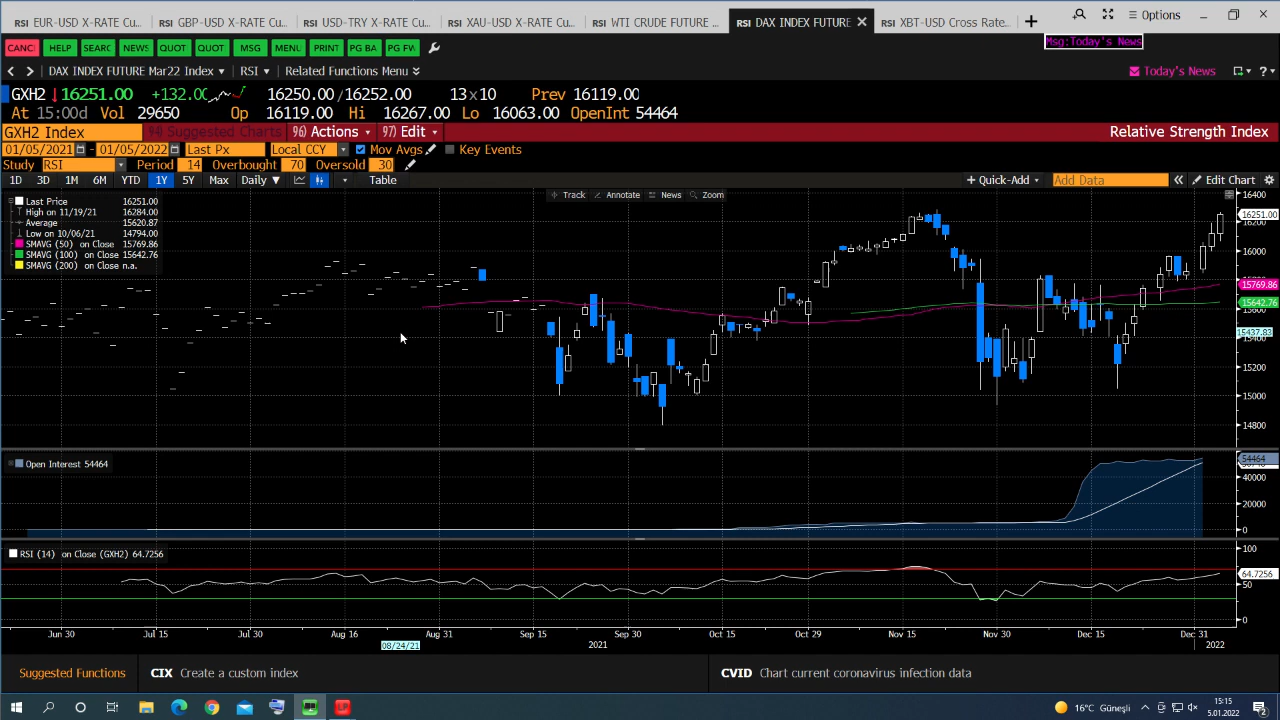 RSI EUR-USD X-RATE Cu...
RSI GBP-USD X-RATE Cu...
RSI USD-TRY X-RATE Cu...
RSI XAU-USD X-RATE Cu...
RSI WTI CRUDE FUTURE ...
RSI DAX INDEX FUTURE
RSI XBT-USD Cross Rate...
Options
CANC HELP SEARC NEWS QUOT QUOT MSG MENU PRINT PG BA PG FW
Msg:Today's News
DAX INDEX FUTURE Mar22 Index RSI Related Functions Menu
Today's News
GXH2 16251.00 +132.00 16250.00/16252.00 13×10 Prev 16119.00
At 15:00d Vol 29650 Op 16119.00 Hi 16267.00 Lo 16063.00 OpenInt 54464
GXH2 Index 94) Suggested Charts 96) Actions 97) Edit Relative Strength Index
01/05/2021 - 01/05/2022 Last Px Local CCY Mov Avgs Key Events
Study RSI Period 14 Overbought 70 Oversold 30
1D 3D 1M 6M YTD 1Y 5Y Max Daily Table + Quick-Add Add Data Edit Chart
Track Annotate News Zoom
Last Price 16251.00
High on 11/19/21 16284.00
Average 15620.87
Low on 10/06/21 14794.00
SMAVG (50) on Close 15769.86
SMAVG (100) on Close 15642.76
SMAVG (200) on Close n.a.
16400
16251.00
16200
16000
15800
15769.86
15642.76
15600
15437.83
15400
15200
15000
14800
Open Interest 54464
54464
40000
20000
0
RSI (14) on Close (GXH2) 64.7256
100
64.7256
50
0
Jun 30 Jul 15 Jul 30 Aug 16 Aug 31 Sep 15 Sep 30 Oct 15 Oct 29 Nov 15 Nov 30 Dec 15 Dec 31
08/24/21 2021 2022
Suggested Functions CIX Create a custom index CVID Chart current coronavirus infection data
16°C Güneşli
15:15
5.01.2022
2